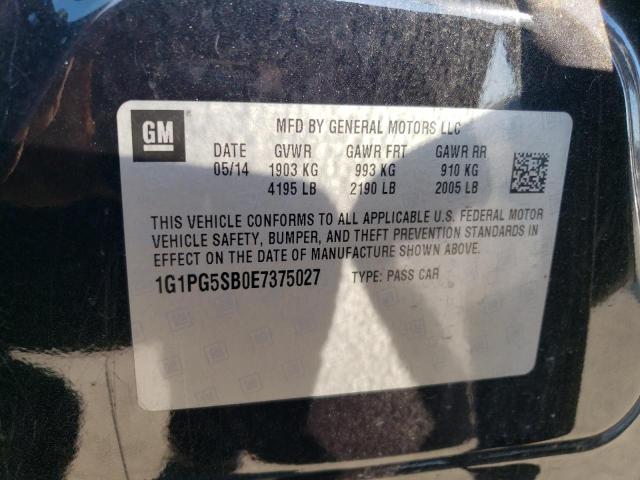 GM
MFD BY GENERAL MOTORS LLC
DATE GVWR GAWR FRT GAWR RR
05/14 1903 KG 993 KG 910 KG
4195 LB 2190 LB 2005 LB
THIS VEHICLE CONFORMS TO ALL APPLICABLE U.S. FEDERAL MOTOR
VEHICLE SAFETY, BUMPER, AND THEFT PREVENTION STANDARDS IN
EFFECT ON THE DATE OF MANUFACTURE SHOWN ABOVE.
1G1PG5SB0E7375027 TYPE: PASS CAR